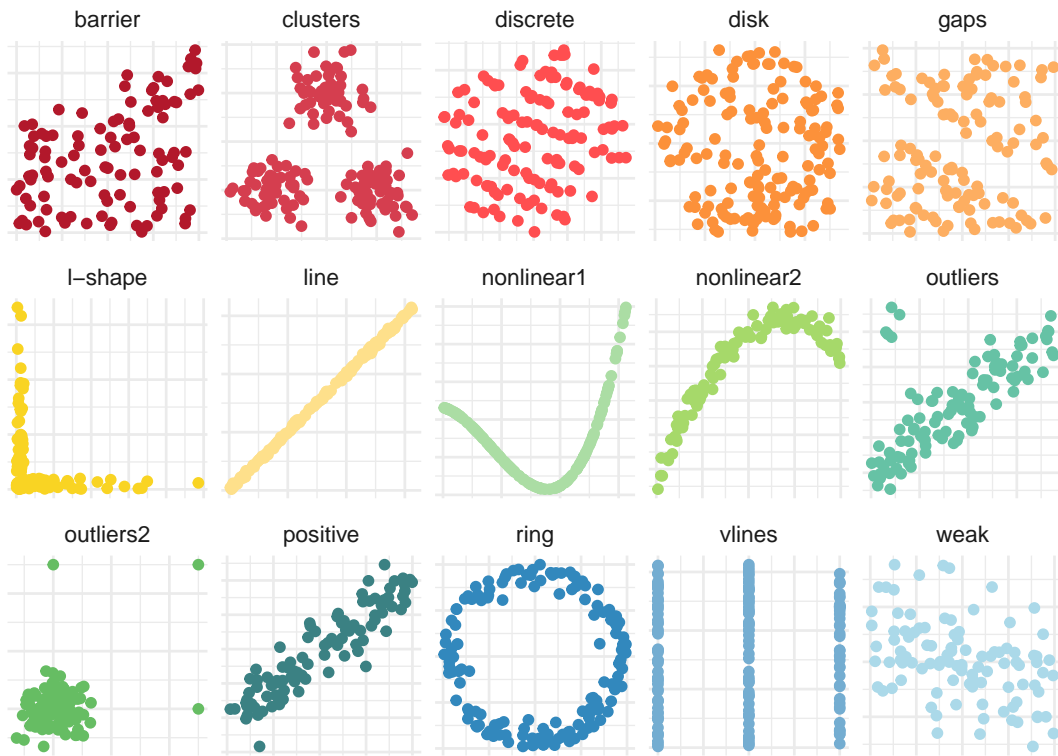 barrier
clusters
discrete
disk
gaps
l−shape
line
nonlinear1
nonlinear2
outliers
outliers2
positive
ring
vlines
weak